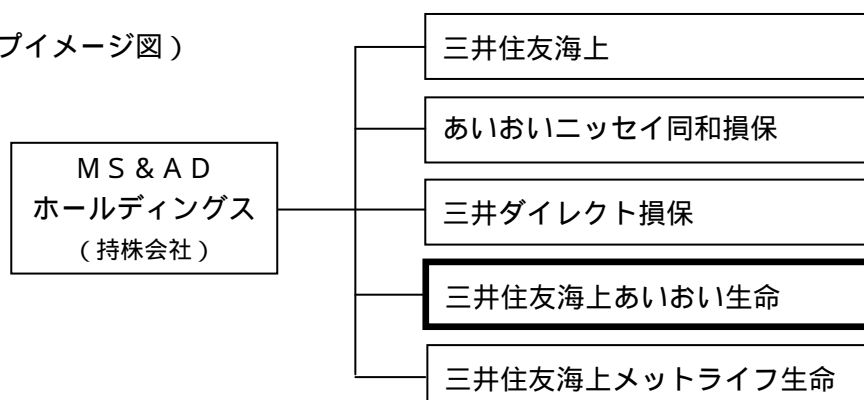 プイメージ図）
三井住友海上
あいおいニッセイ同和損保
ＭＳ＆ＡＤ
ホールディングス
（持株会社）
三井ダイレクト損保
三井住友海上あいおい生命
三井住友海上メットライフ生命